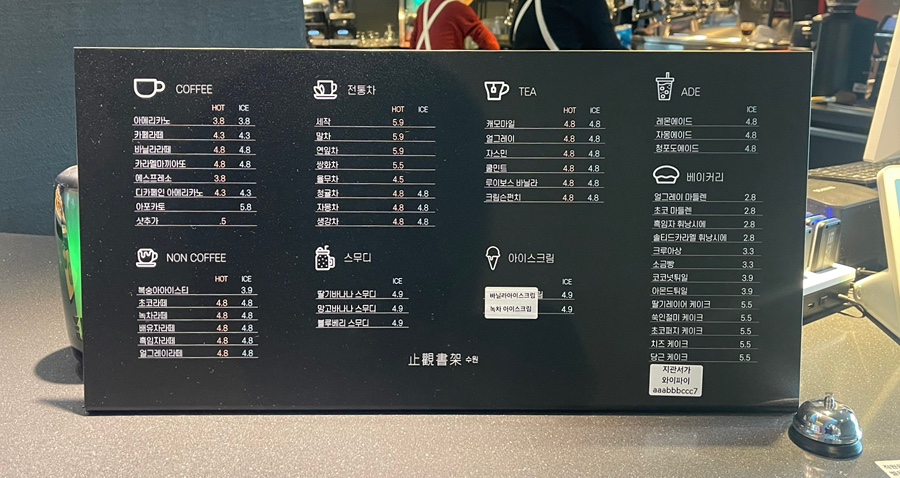 COFFEE
HOT ICE
아메리카노 3.8 3.8
카페라떼 4.3 4.3
바닐라라떼 4.8 4.8
카라멜마끼아또 4.8 4.8
에스프레소 3.8
디카페인 아메리카노 4.3 4.3
아포카토 5.8
샷추가 .5
NON COFFEE
HOT ICE
복숭아아이스티 3.9
초코라떼 4.8 4.8
녹차라떼 4.8 4.8
배유자라떼 4.8 4.8
흑임자라떼 4.8 4.8
얼그레이라떼 4.8 4.8
전통차
HOT ICE
세작 5.9
말차 5.9
연잎차 5.9
쌍화차 5.5
율무차 4.5
청귤차 4.8 4.8
자몽차 4.8 4.8
생강차 4.8 4.8
스무디
ICE
딸기바나나 스무디 4.9
망고바나나 스무디 4.9
블루베리 스무디 4.9
TEA
HOT ICE
캐모마일 4.8 4.8
얼그레이 4.8 4.8
자스민 4.8 4.8
쿨민트 4.8 4.8
루이보스 바닐라 4.8 4.8
크림슨펀치 4.8 4.8
아이스크림
ICE
바닐라아이스크림 4.9
녹차 아이스크림 4.9
ADE
ICE
레몬에이드 4.8
자몽에이드 4.8
청포도에이드 4.8
베이커리
얼그레이 마들렌 2.8
초코 마들렌 2.8
흑임자 휘낭시에 2.8
솔티드카라멜 휘낭시에 2.8
크루아상 3.3
소금빵 3.3
코코넛튀일 3.9
아몬드튀일 3.9
딸기레이어 케이크 5.5
쑥인절미 케이크 5.5
초코퍼지 케이크 5.5
치즈 케이크 5.5
당근 케이크 5.5
지관서가
와이파이
aaabbbccc7
止觀書架 수원